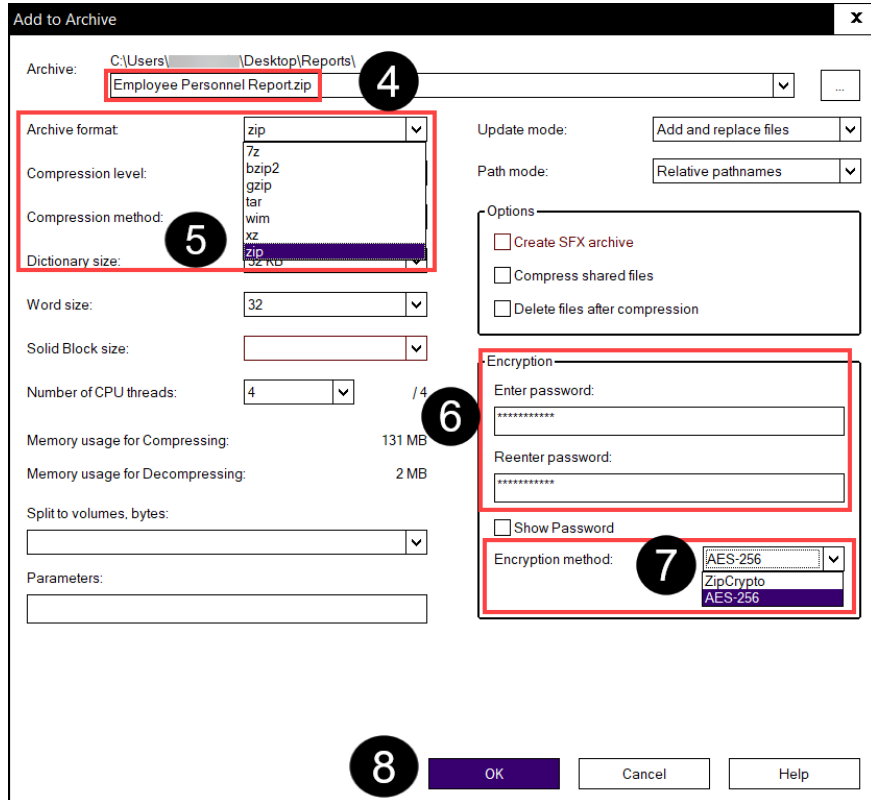 Add to Archive
x
Archive:
C:\Users\ \Desktop\Reports\
Employee Personnel Report.zip
4
...
Archive format:
zip
7z
bzip2
gzip
tar
wim
xz
zip
Compression level:
Compression method:
5
Dictionary size:
32 KB
Word size:
32
Solid Block size:
Number of CPU threads:
4
/ 4
Memory usage for Compressing:
131 MB
Memory usage for Decompressing:
2 MB
Split to volumes, bytes:
Parameters:
Update mode:
Add and replace files
Path mode:
Relative pathnames
Options
Create SFX archive
Compress shared files
Delete files after compression
Encryption
Enter password:
***********
6
Reenter password:
***********
Show Password
Encryption method:
7
AES-256
ZipCrypto
AES-256
8
OK
Cancel
Help